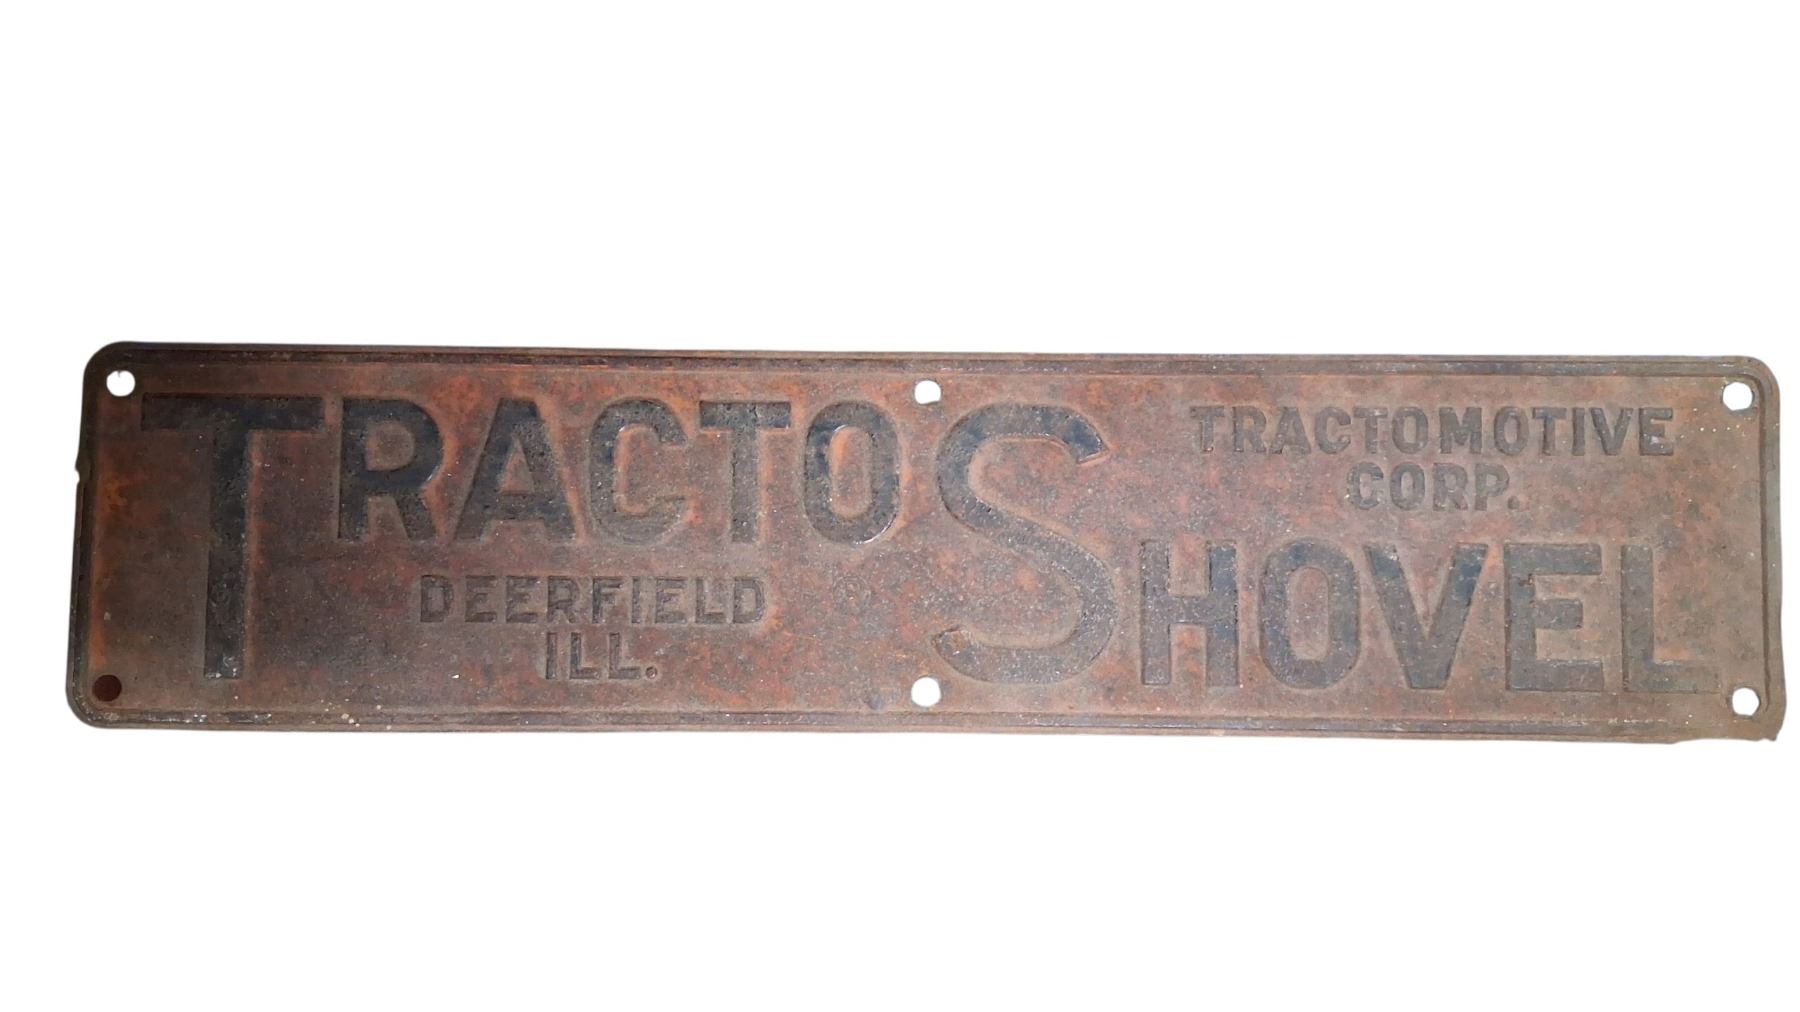 TRACTO SHOVEL
TRACTOMOTIVE
CORP.
DEERFIELD
ILL.